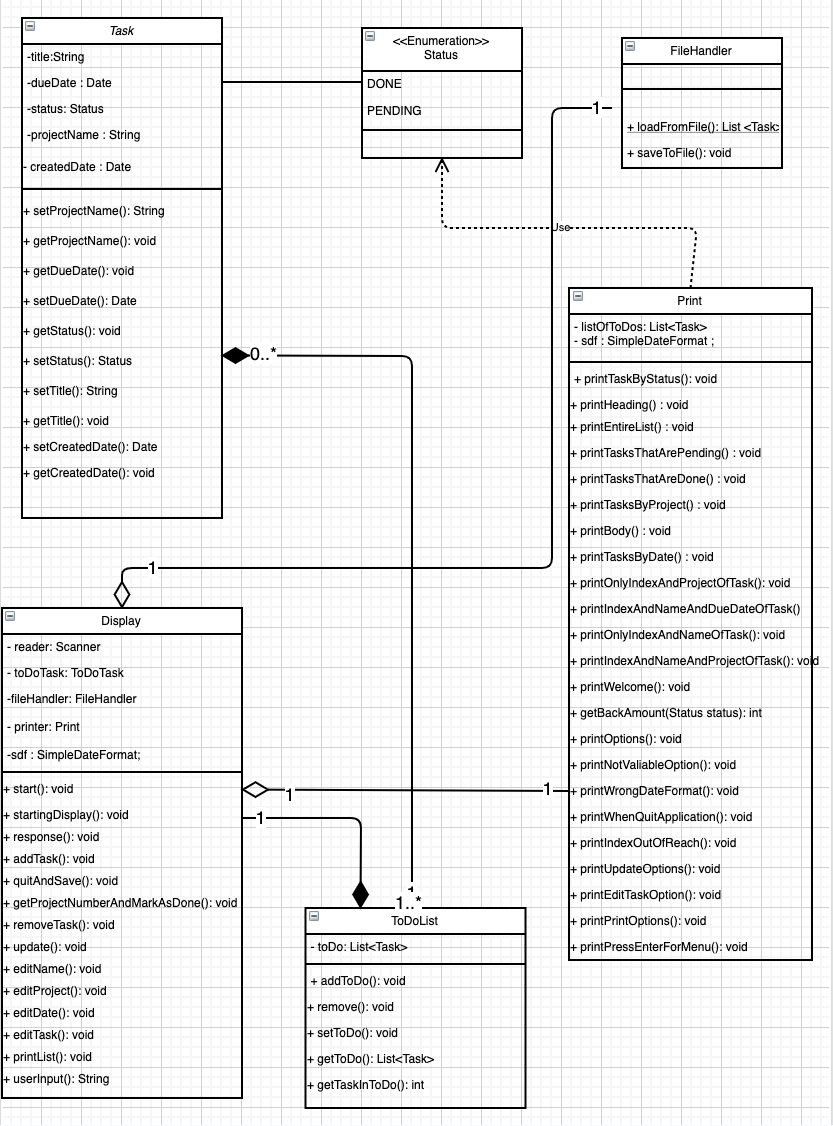 Task
-title:String
-dueDate : Date
-status: Status
-projectName : String
- createdDate : Date
+ setProjectName(): String
+ getProjectName(): void
+ getDueDate(): void
+ setDueDate(): Date
+ getStatus(): void
+ setStatus(): Status
+ setTitle(): String
+ getTitle(): void
+ setCreatedDate(): Date
+ getCreatedDate(): void
<<Enumeration>>
Status
DONE
PENDING
FileHandler
+ loadFromFile(): List <Task>
+ saveToFile(): void
1
Use
0..*
Print
- listOfToDos: List<Task>
- sdf : SimpleDateFormat ;
+ printTaskByStatus(): void
+ printHeading() : void
+ printEntireList() : void
+ printTasksThatArePending() : void
+ printTasksThatAreDone() : void
+ printTasksByProject() : void
+ printBody() : void
+ printTasksByDate() : void
+ printOnlyIndexAndProjectOfTask(): void
+ printIndexAndNameAndDueDateOfTask()
+ printOnlyIndexAndNameOfTask(): void
+ printIndexAndNameAndProjectOfTask(): void
+ printWelcome(): void
+ getBackAmount(Status status): int
+ printOptions(): void
+ printNotValiableOption(): void
+ printWrongDateFormat(): void
+ printWhenQuitApplication(): void
+ printIndexOutOfReach(): void
+ printUpdateOptions(): void
+ printEditTaskOption(): void
+ printPrintOptions(): void
+ printPressEnterForMenu(): void
1
Display
- reader: Scanner
- toDoTask: ToDoTask
-fileHandler: FileHandler
- printer: Print
-sdf : SimpleDateFormat;
+ start(): void
+ startingDisplay(): void
+ response(): void
+ addTask(): void
+ quitAndSave(): void
+ getProjectNumberAndMarkAsDone(): void
+ removeTask(): void
+ update(): void
+ editName(): void
+ editProject(): void
+ editDate(): void
+ editTask(): void
+ printList(): void
+ userInput(): String
1
1
1
1
1..*
ToDoList
- toDo: List<Task>
+ addToDo(): void
+ remove(): void
+ setToDo(): void
+ getToDo(): List<Task>
+ getTaskInToDo(): int